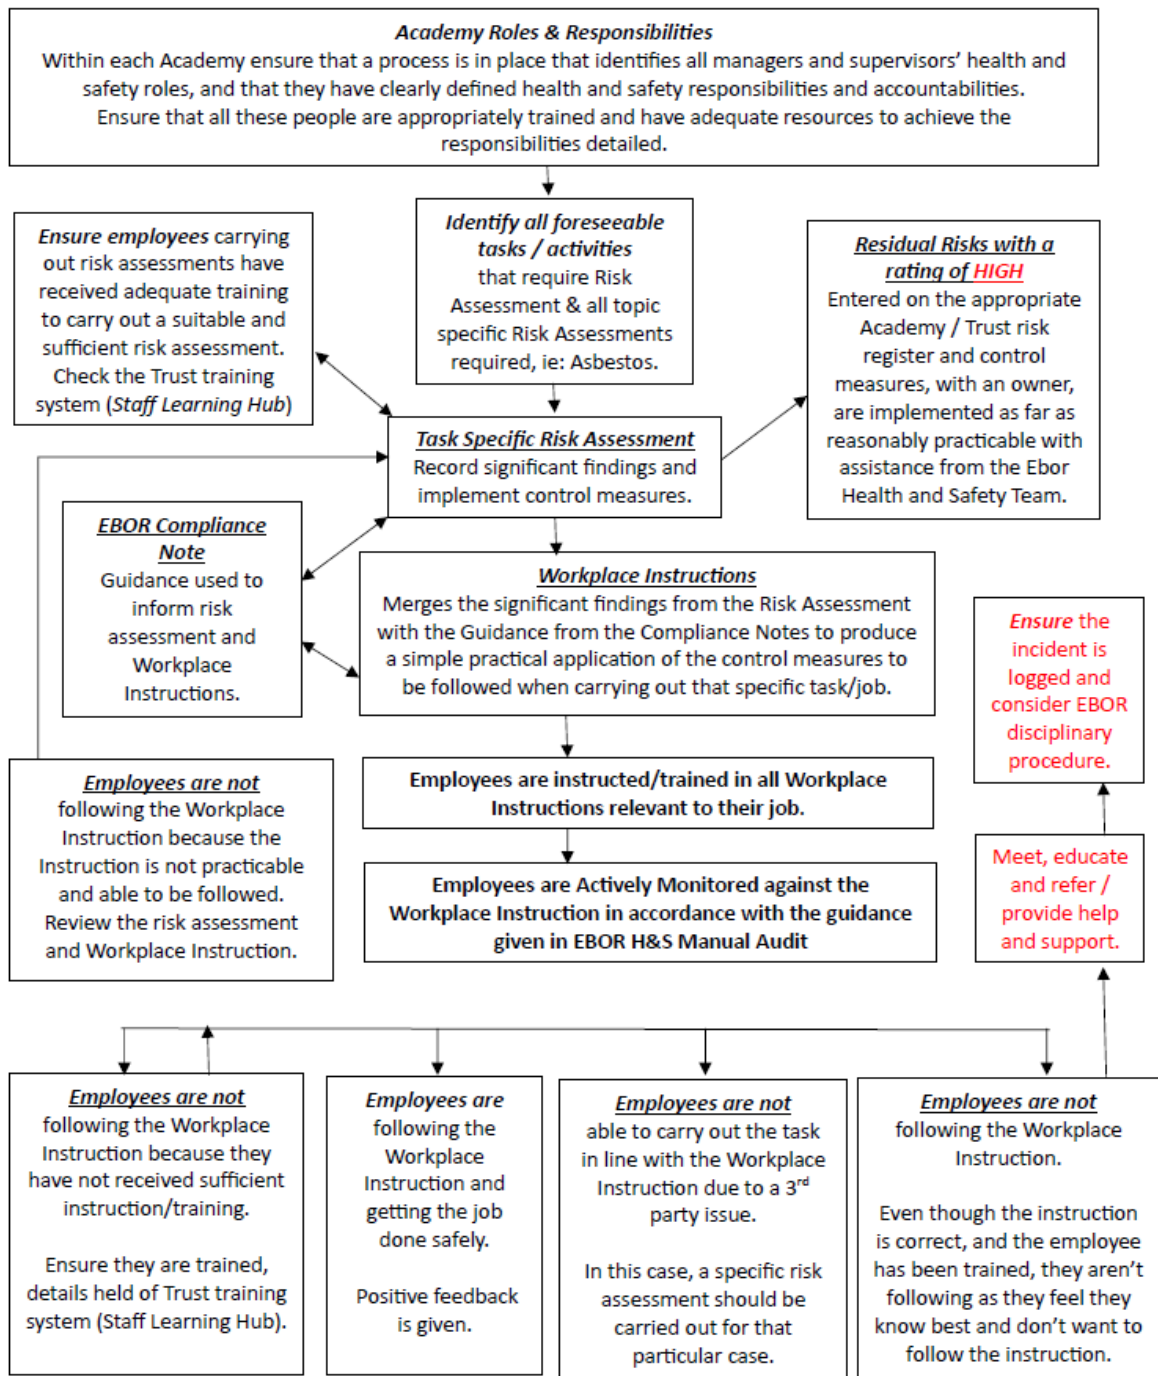 Academy Roles & Responsibilities
Within each Academy ensure that a process is in place that identifies all managers and supervisors’ health and
safety roles, and that they have clearly defined health and safety responsibilities and accountabilities.
Ensure that all these people are appropriately trained and have adequate resources to achieve the
responsibilities detailed.
Ensure employees carrying
out risk assessments have
received adequate training
to carry out a suitable and
sufficient risk assessment.
Check the Trust training
system (Staff Learning Hub)
Identify all foreseeable
tasks / activities
that require Risk
Assessment & all topic
specific Risk Assessments
required, ie: Asbestos.
Residual Risks with a
rating of HIGH
Entered on the appropriate
Academy / Trust risk
register and control
measures, with an owner,
are implemented as far as
reasonably practicable with
assistance from the Ebor
Health and Safety Team.
Task Specific Risk Assessment
Record significant findings and
implement control measures.
EBOR Compliance
Note
Guidance used to
inform risk
assessment and
Workplace
Instructions.
Workplace Instructions
Merges the significant findings from the Risk Assessment
with the Guidance from the Compliance Notes to produce
a simple practical application of the control measures to
be followed when carrying out that specific task/job.
Ensure the
incident is
logged and
consider EBOR
disciplinary
procedure.
Employees are not
following the Workplace
Instruction because the
Instruction is not practicable
and able to be followed.
Review the risk assessment
and Workplace Instruction.
Employees are instructed/trained in all Workplace
Instructions relevant to their job.
Meet, educate
and refer /
provide help
and support.
Employees are Actively Monitored against the
Workplace Instruction in accordance with the guidance
given in EBOR H&S Manual Audit
Employees are not
following the Workplace
Instruction because they
have not received sufficient
instruction/training.
Ensure they are trained,
details held of Trust training
system (Staff Learning Hub).
Employees are
following the
Workplace
Instruction and
getting the job
done safely.
Positive feedback
is given.
Employees are not
able to carry out the task
in line with the Workplace
Instruction due to a 3rd
party issue.
In this case, a specific risk
assessment should be
carried out for that
particular case.
Employees are not
following the Workplace
Instruction.
Even though the instruction
is correct, and the employee
has been trained, they aren’t
following as they feel they
know best and don’t want to
follow the instruction.